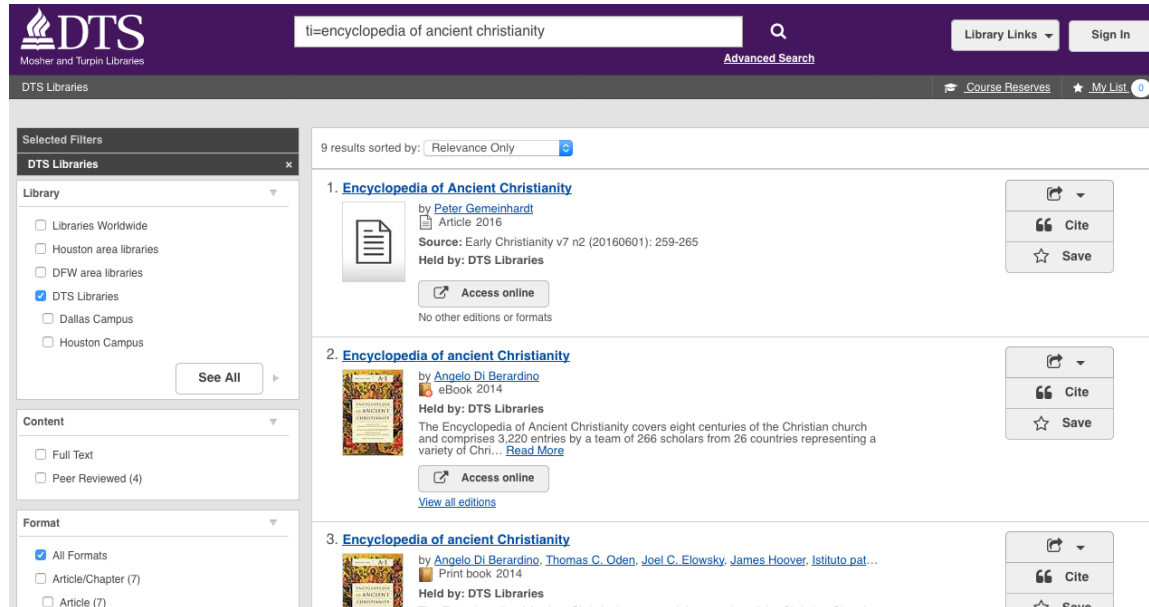 DTS
Mosher and Turpin Libraries
ti=encyclopedia of ancient christianity
Advanced Search
Library Links
Sign In
DTS Libraries
Course Reserves
My List 0
Selected Filters
DTS Libraries ×
Library
Libraries Worldwide
Houston area libraries
DFW area libraries
DTS Libraries
Dallas Campus
Houston Campus
See All
Content
Full Text
Peer Reviewed (4)
Format
All Formats
Article/Chapter (7)
Article (7)
9 results sorted by: Relevance Only
1. Encyclopedia of Ancient Christianity
by Peter Gemeinhardt
Article 2016
Source: Early Christianity v7 n2 (20160601): 259-265
Held by: DTS Libraries
Access online
No other editions or formats
Cite
Save
2. Encyclopedia of ancient Christianity
A-I
ENCYCLOPEDIA
OF ANCIENT
CHRISTIANITY
by Angelo Di Berardino
eBook 2014
Held by: DTS Libraries
The Encyclopedia of Ancient Christianity covers eight centuries of the Christian church
and comprises 3,220 entries by a team of 266 scholars from 26 countries representing a
variety of Chri… Read More
Access online
View all editions
Cite
Save
3. Encyclopedia of ancient Christianity
A-I
ENCYCLOPEDIA
OF ANCIENT
CHRISTIANITY
by Angelo Di Berardino, Thomas C. Oden, Joel C. Elowsky, James Hoover, Istituto pat…
Print book 2014
Held by: DTS Libraries
Cite
Save